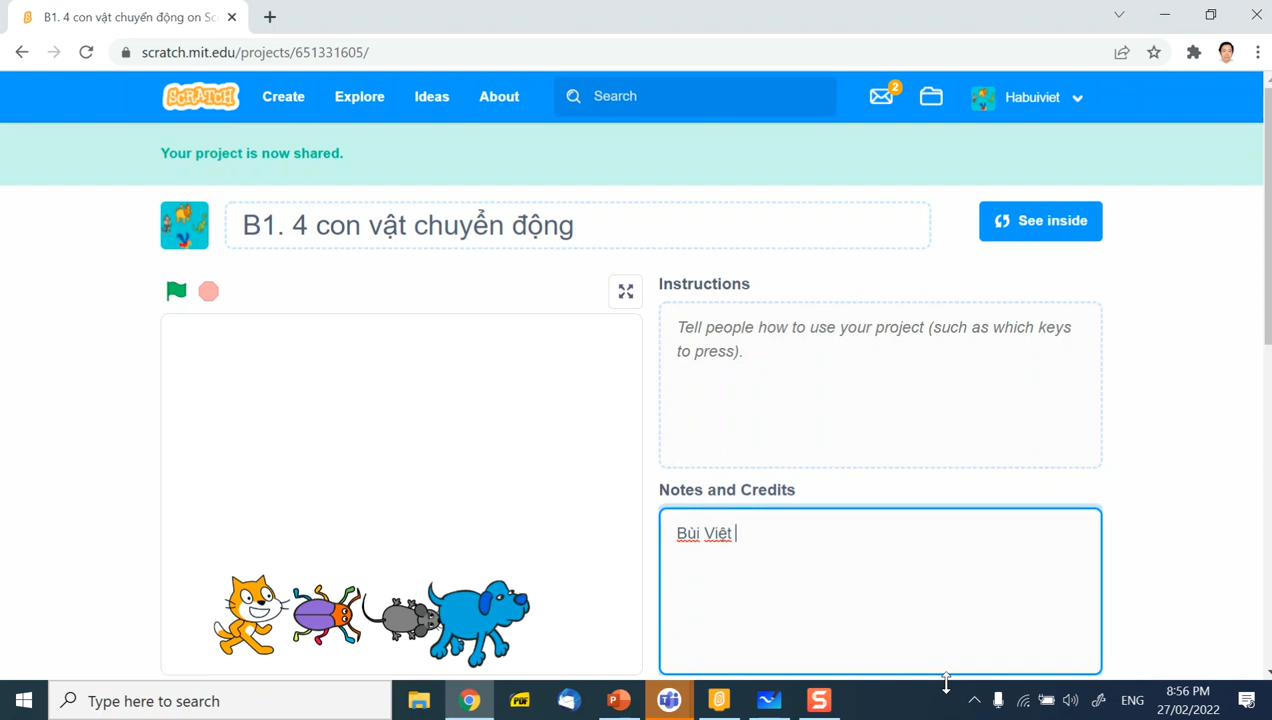 B1. 4 con vật chuyển động on Sc
scratch.mit.edu/projects/651331605/
SCRATCH
Create
Explore
Ideas
About
Search
2
Habuiviet
Your project is now shared.
B1. 4 con vật chuyển động
See inside
Instructions
Tell people how to use your project (such as which keys
to press).
Notes and Credits
Bùi Việt
Type here to search
PDF
P
S
ENG
8:56 PM
27/02/2022